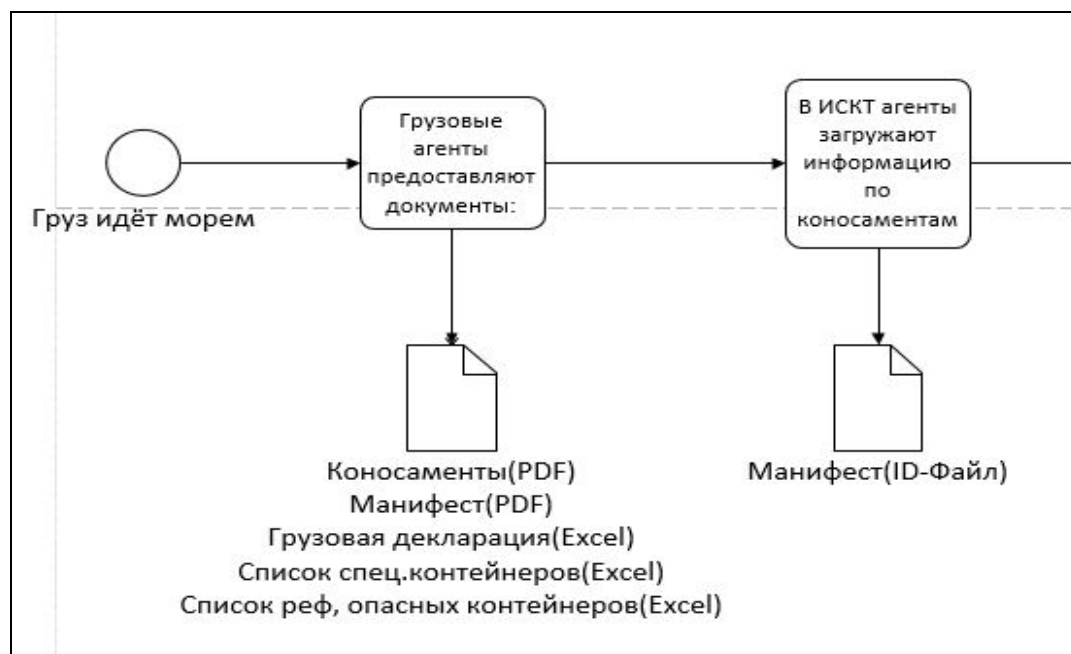 Груз идёт морем
Грузовые
агенты
предоставляют
документы:
В ИСКТ агенты
загружают
информацию
по
коносаментам
Коносаменты(PDF)
Манифест(PDF)
Грузовая декларация(Excel)
Список спец.контейнеров(Excel)
Список реф, опасных контейнеров(Excel)
Манифест(ID-Файл)